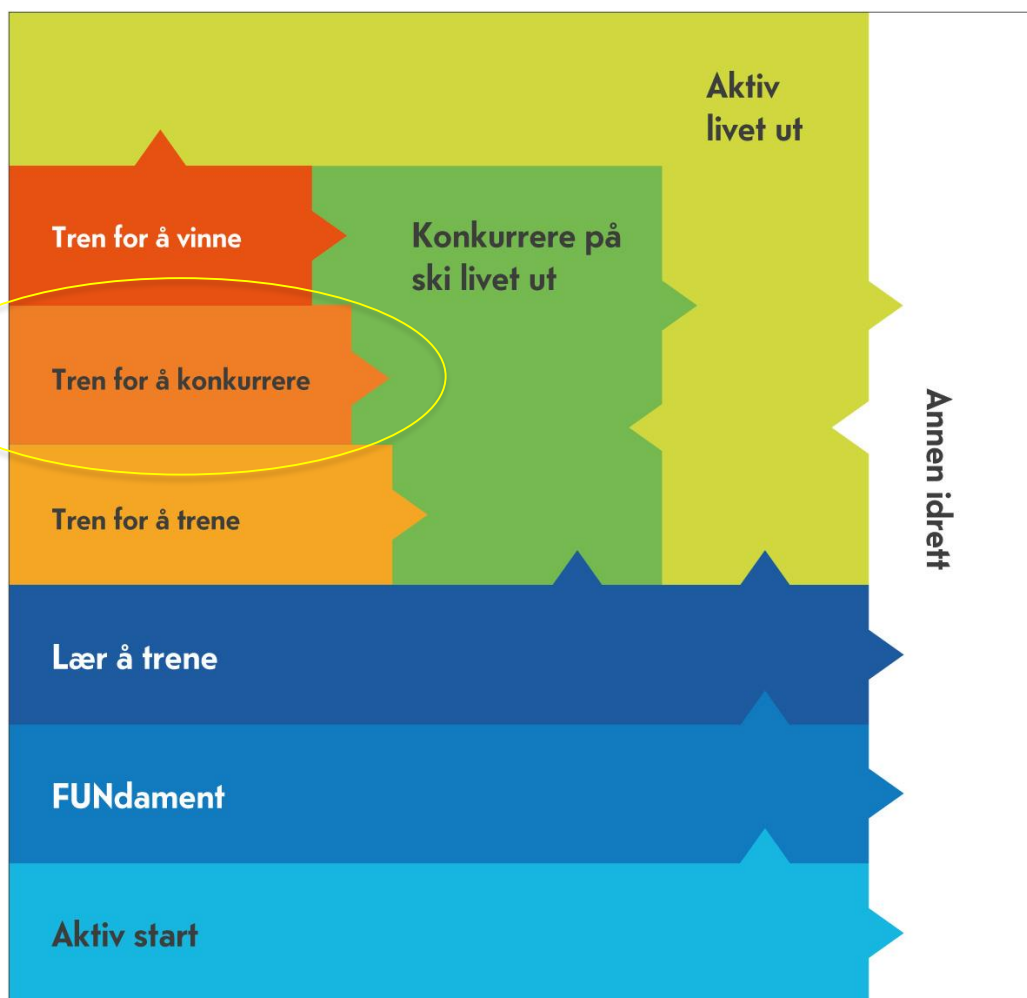 Aktiv
livet ut
Tren for å vinne
Konkurrere på
ski livet ut
Tren for å konkurrere
Annen idrett
Tren for å trene
Lær å trene
FUNdament
Aktiv start